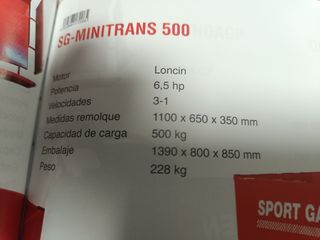 SG-MINITRANS 500
Motor Loncin
Potencia 6,5 hp
Velocidades 3-1
Medidas remolque 1100 x 650 x 350 mm
Capacidad de carga 500 kg
Embalaje 1390 x 800 x 850 mm
Peso 228 kg
SPORT GA